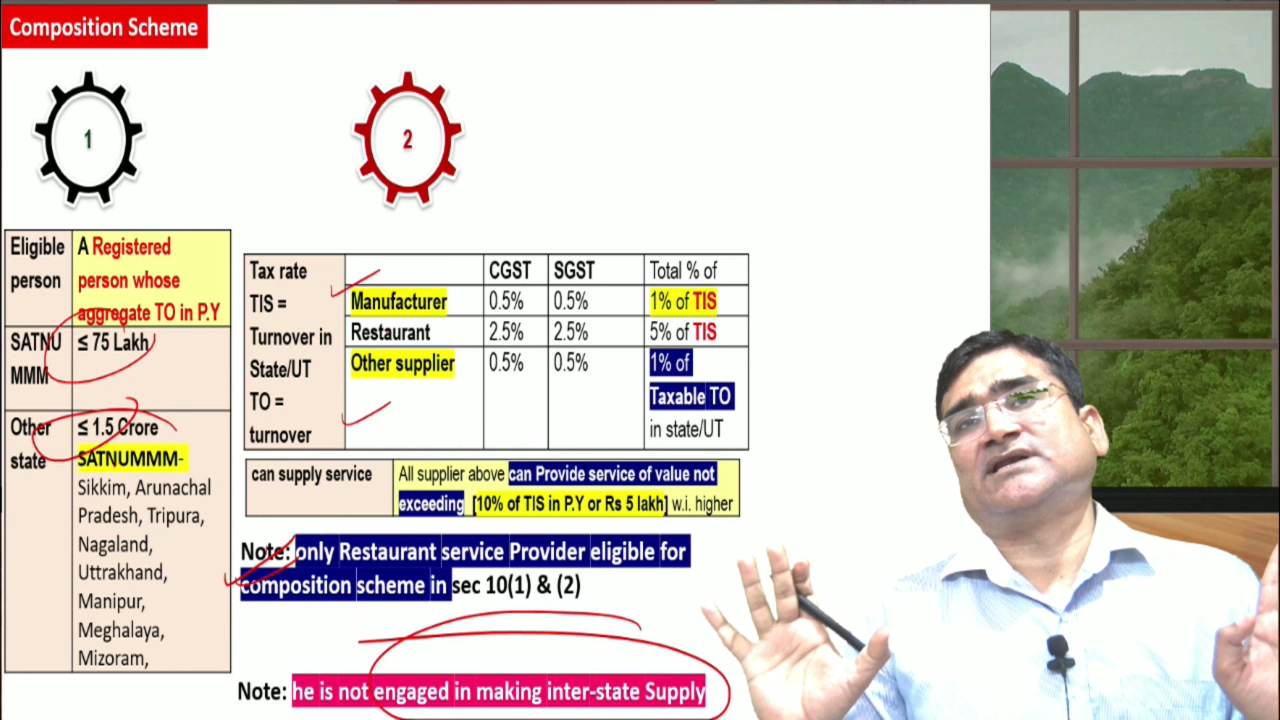 Composition Scheme
1
2
Eligible person
A Registered person whose aggregate TO in P.Y
SATNU MMM
≤ 75 Lakh
Other state
≤ 1.5 Crore
SATNUMMM-
Sikkim, Arunachal
Pradesh, Tripura,
Nagaland,
Uttrakhand,
Manipur,
Meghalaya,
Mizoram,
Tax rate
TIS =
Turnover in
State/UT
TO =
turnover
CGST SGST Total % of
Manufacturer 0.5% 0.5% 1% of TIS
Restaurant 2.5% 2.5% 5% of TIS
Other supplier 0.5% 0.5% 1% of
Taxable TO
in state/UT
can supply service All supplier above can Provide service of value not
exceeding [10% of TIS in P.Y or Rs 5 lakh] w.i. higher
Note: only Restaurant service Provider eligible for
composition scheme in sec 10(1) & (2)
Note: he is not engaged in making inter-state Supply